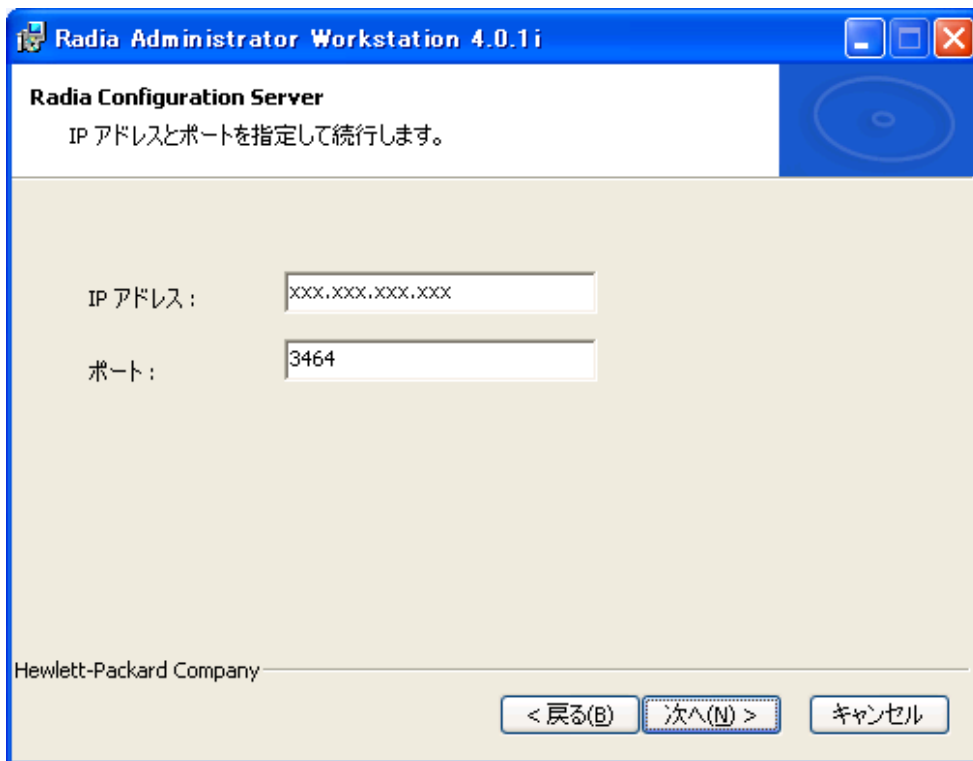 Radia Administrator Workstation 4.0.1i
Radia Configuration Server
IP アドレスとポートを指定して続行します。
IP アドレス :
xxx.xxx.xxx.xxx
ポート :
3464
Hewlett-Packard Company
< 戻る(B)
次へ(N) >
キャンセル